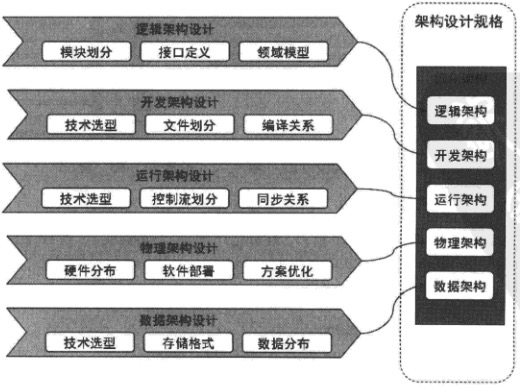 逻辑架构设计
模块划分 接口定义 领域模型
开发架构设计
技术选型 文件划分 编译关系
运行架构设计
技术选型 控制流划分 同步关系
物理架构设计
硬件分布 软件部署 方案优化
数据架构设计
技术选型 存储格式 数据分布
架构设计规格
逻辑架构
开发架构
运行架构
物理架构
数据架构